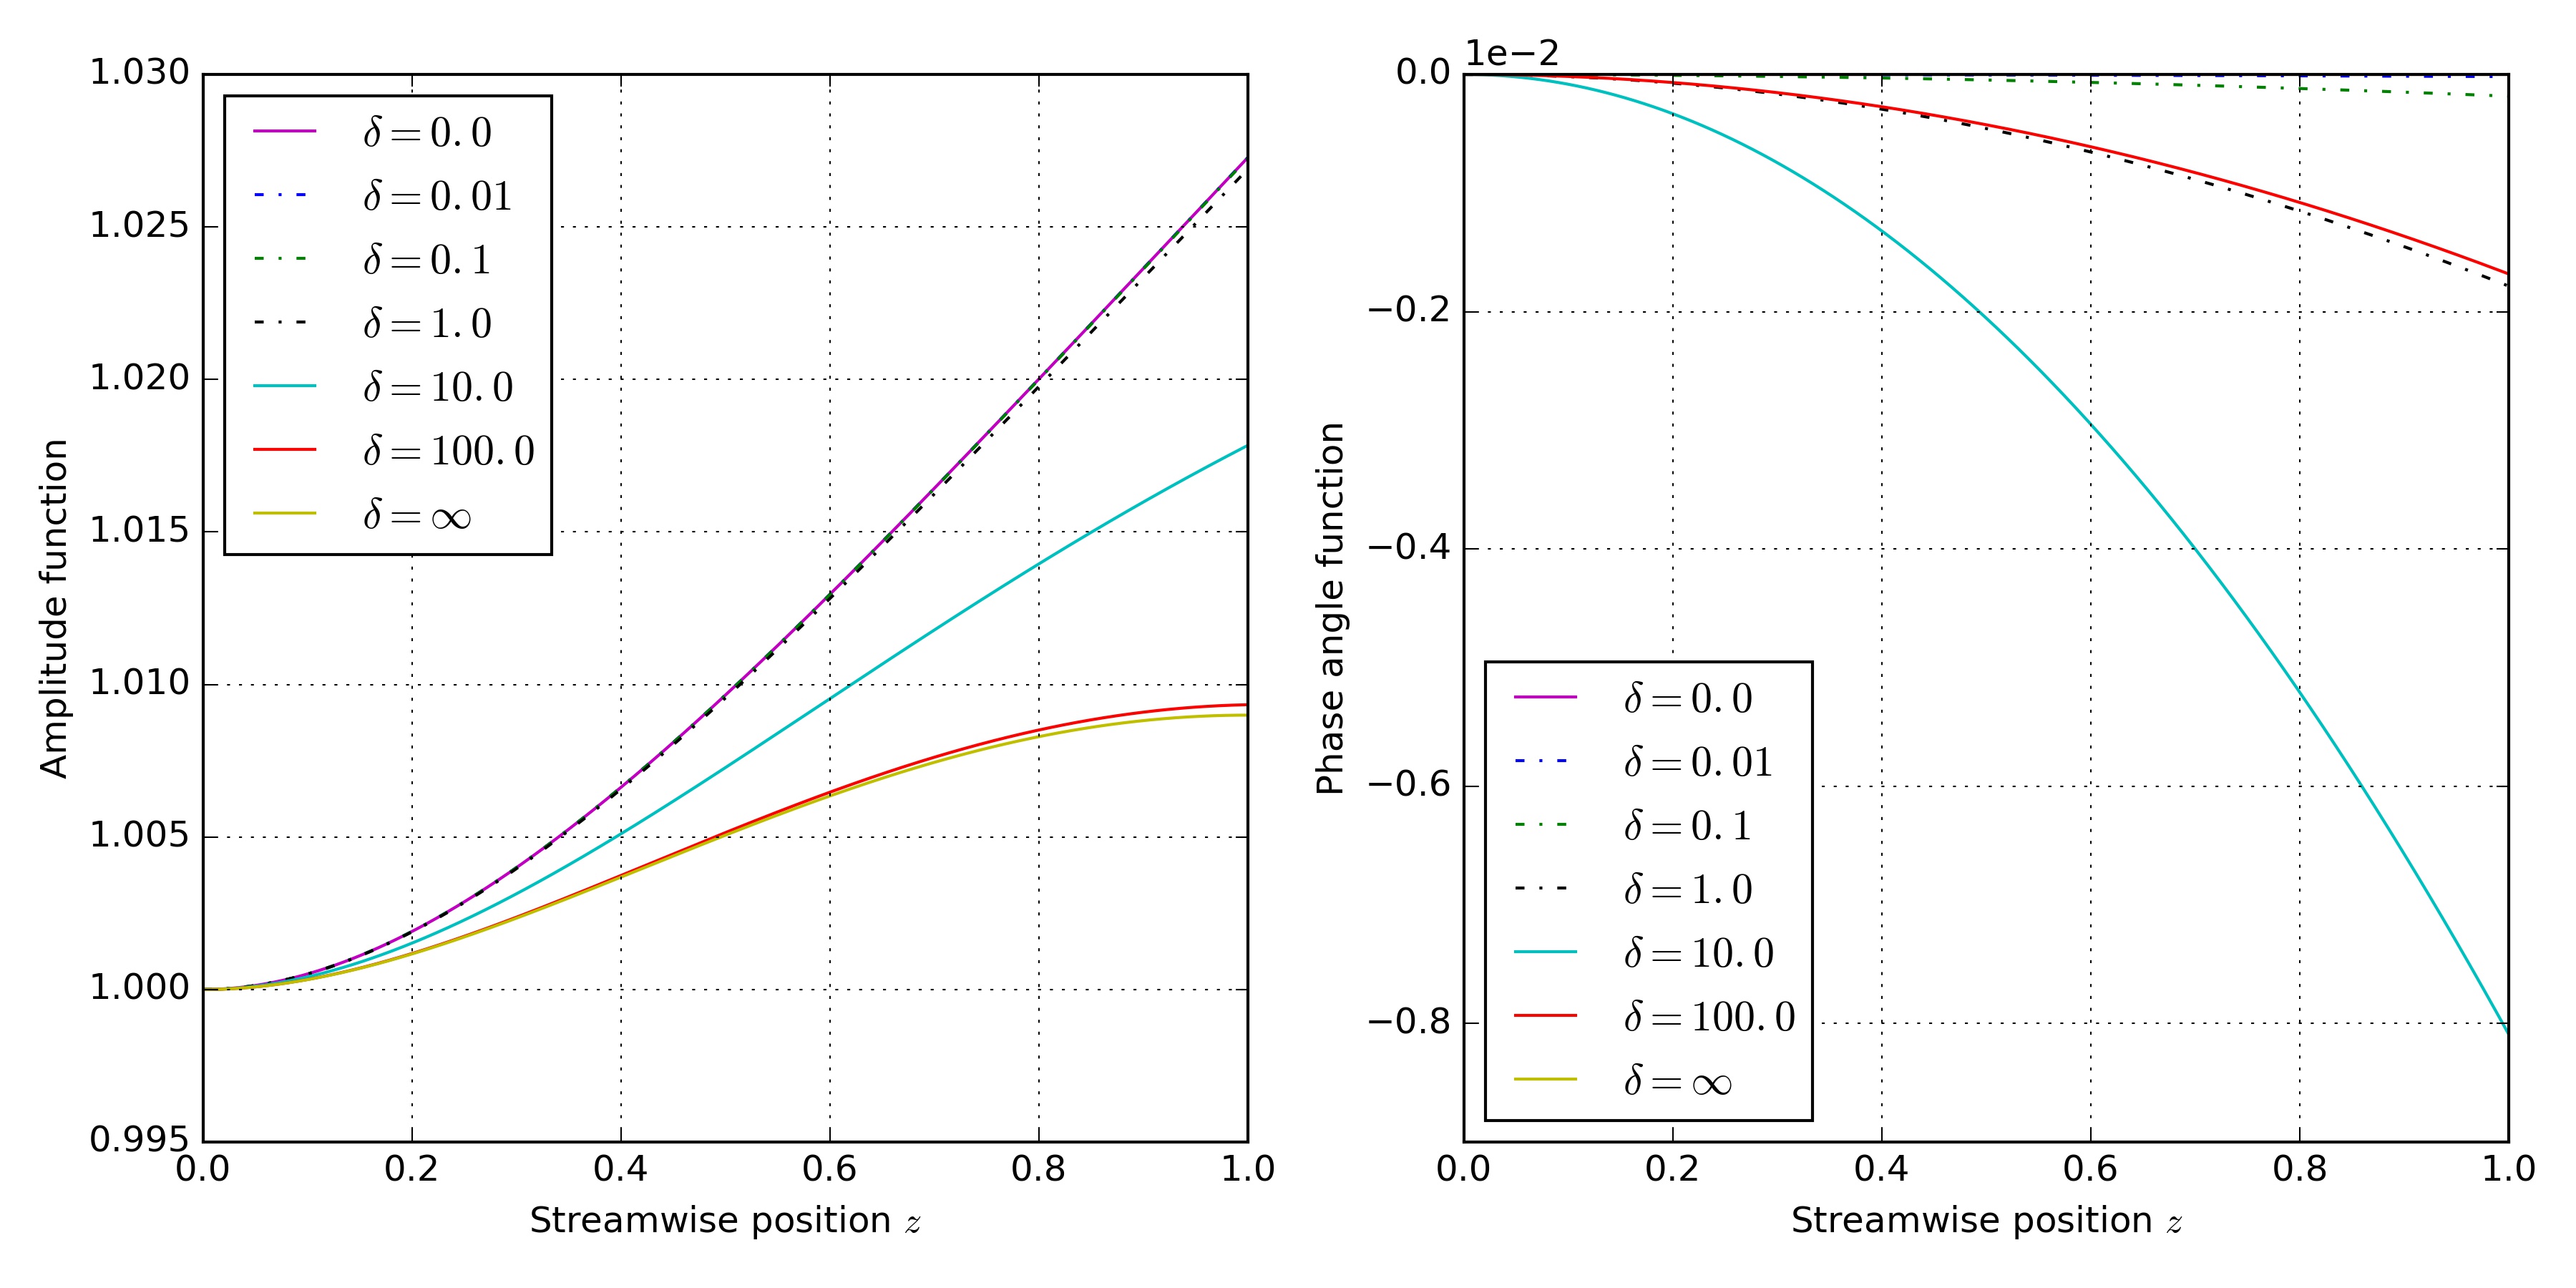 1.030
1.025
1.020
1.015
1.010
1.005
1.000
0.995
0.0 0.2 0.4 0.6 0.8 1.0
Amplitude function
Streamwise position z
δ = 0.0
δ = 0.01
δ = 0.1
δ = 1.0
δ = 10.0
δ = 100.0
δ = ∞
1e−2
0.0
−0.2
−0.4
−0.6
−0.8
0.0 0.2 0.4 0.6 0.8 1.0
Phase angle function
Streamwise position z
δ = 0.0
δ = 0.01
δ = 0.1
δ = 1.0
δ = 10.0
δ = 100.0
δ = ∞